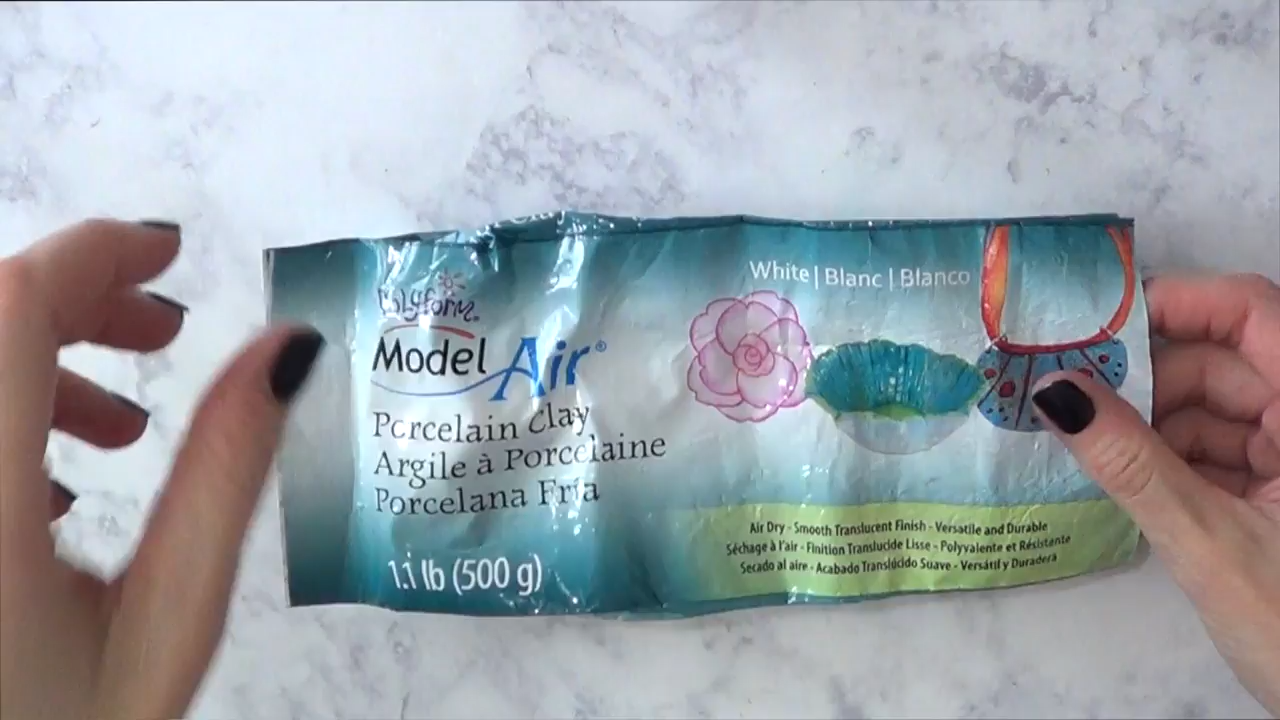 Polyform®
Model Air®
Porcelain Clay
Argile à Porcelaine
Porcelana Fria
1.1 lb (500 g)
White | Blanc | Blanco
Air Dry - Smooth Translucent Finish - Versatile and Durable
Séchage à l'air - Finition Translucide Lisse - Polyvalente et Résistante
Secado al aire - Acabado Translúcido Suave - Versátil y Duradera